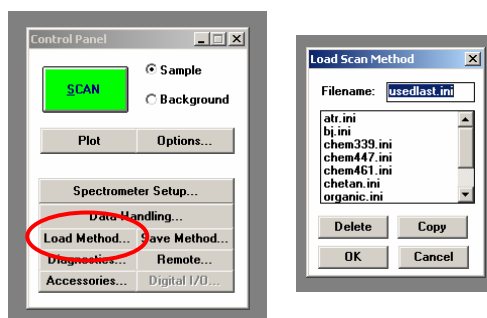 Control Panel
SCAN
Sample
Background
Plot
Options...
Spectrometer Setup...
Data Handling...
Load Method...
Save Method...
Diagnostics...
Remote...
Accessories...
Digital I/O...
Load Scan Method
Filename: usedlast.ini
atr.ini
bj.ini
chem339.ini
chem447.ini
chem461.ini
chetan.ini
organic.ini
Delete
Copy
OK
Cancel